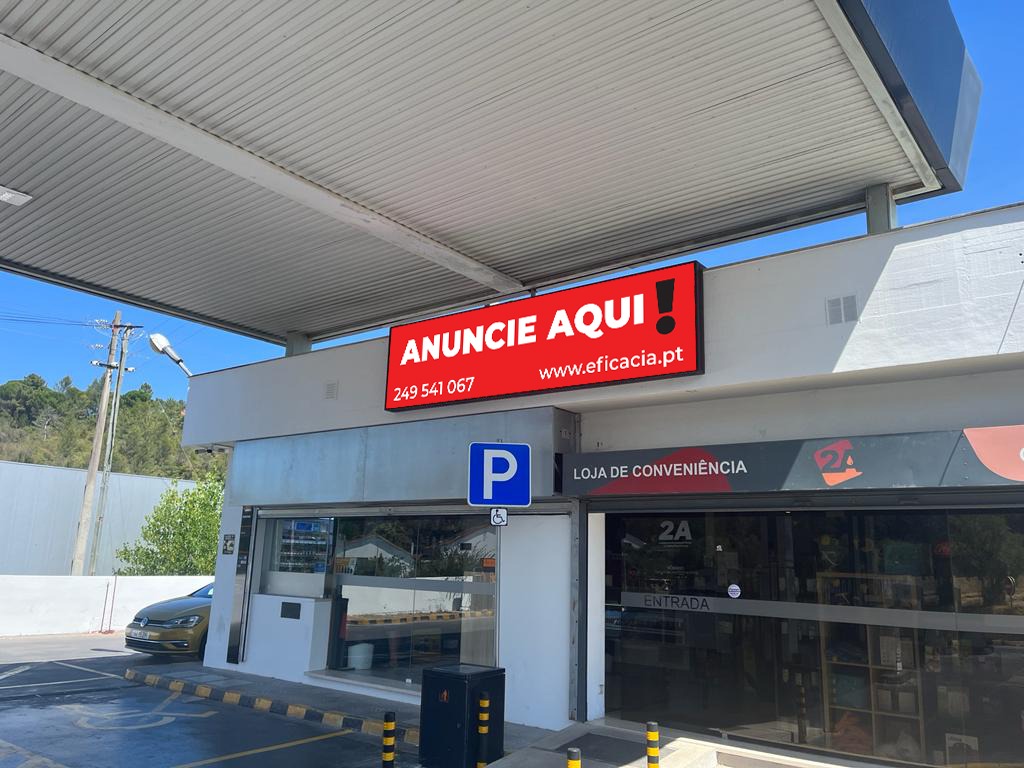 ANUNCIE AQUI!
249 541 067
www.eficacia.pt
P
LOJA DE CONVENIÊNCIA
2A
2A
ENTRADA